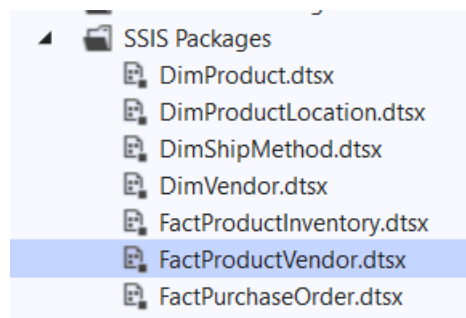 SSIS Packages
DimProduct.dtsx
DimProductLocation.dtsx
DimShipMethod.dtsx
DimVendor.dtsx
FactProductInventory.dtsx
FactProductVendor.dtsx
FactPurchaseOrder.dtsx